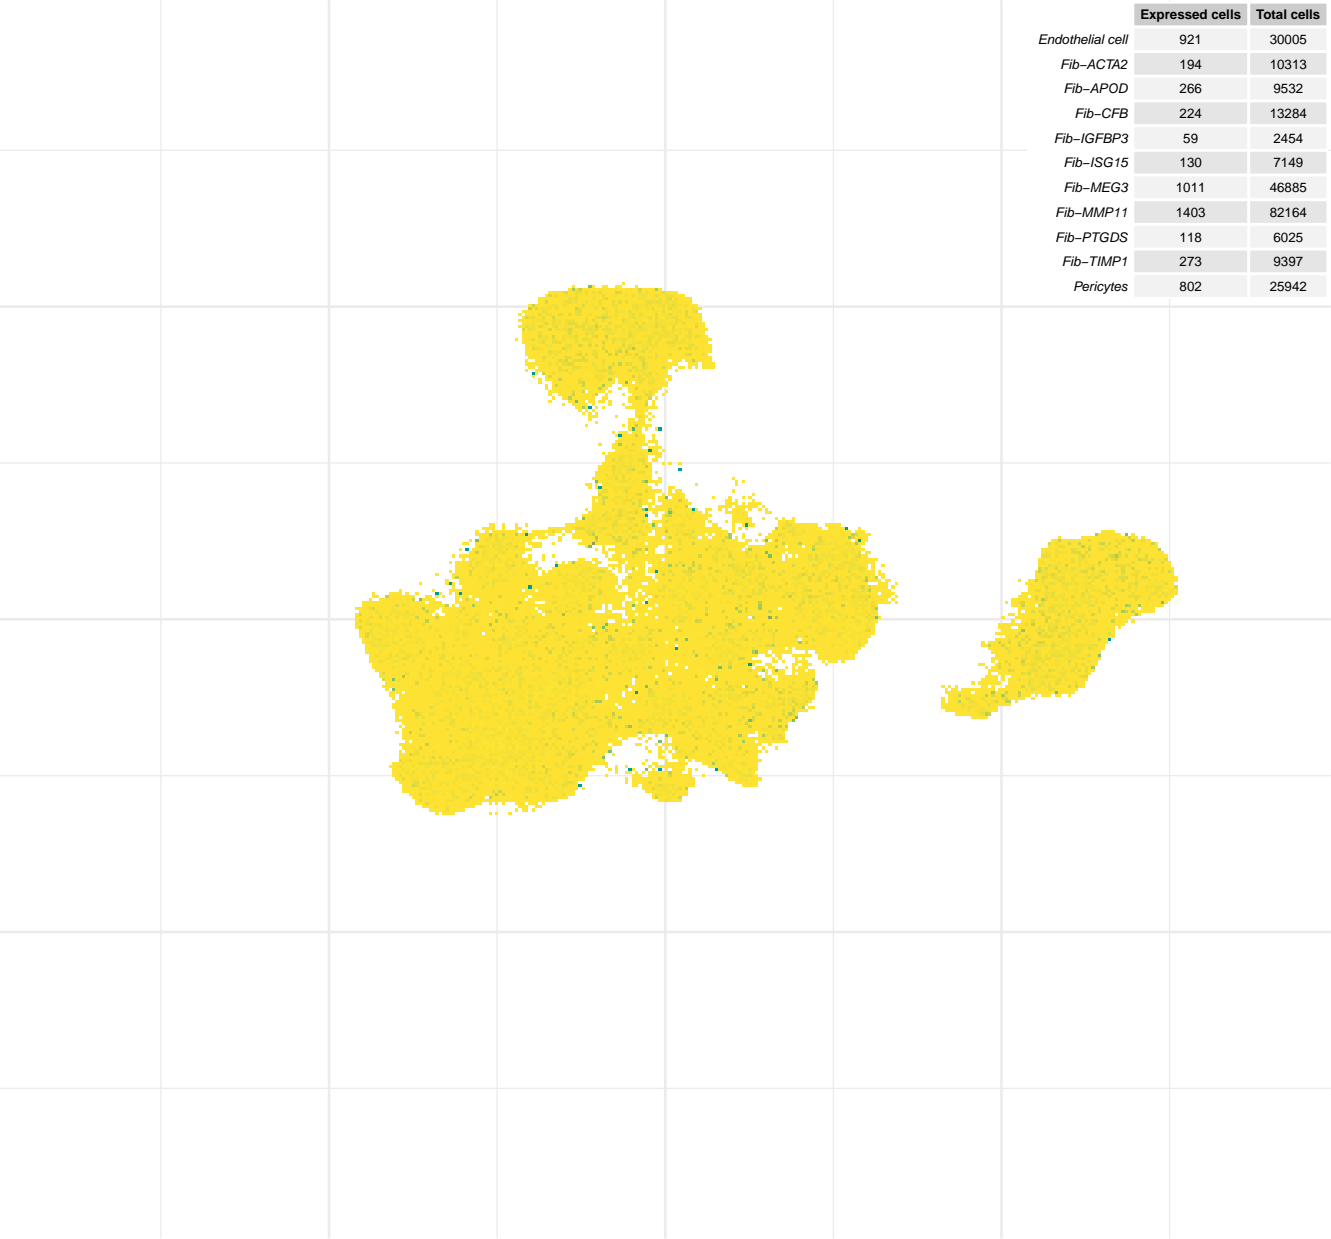 Expressed cells Total cells
Endothelial cell 921 30005
Fib−ACTA2 194 10313
Fib−APOD 266 9532
Fib−CFB 224 13284
Fib−IGFBP3 59 2454
Fib−ISG15 130 7149
Fib−MEG3 1011 46885
Fib−MMP11 1403 82164
Fib−PTGDS 118 6025
Fib−TIMP1 273 9397
Pericytes 802 25942